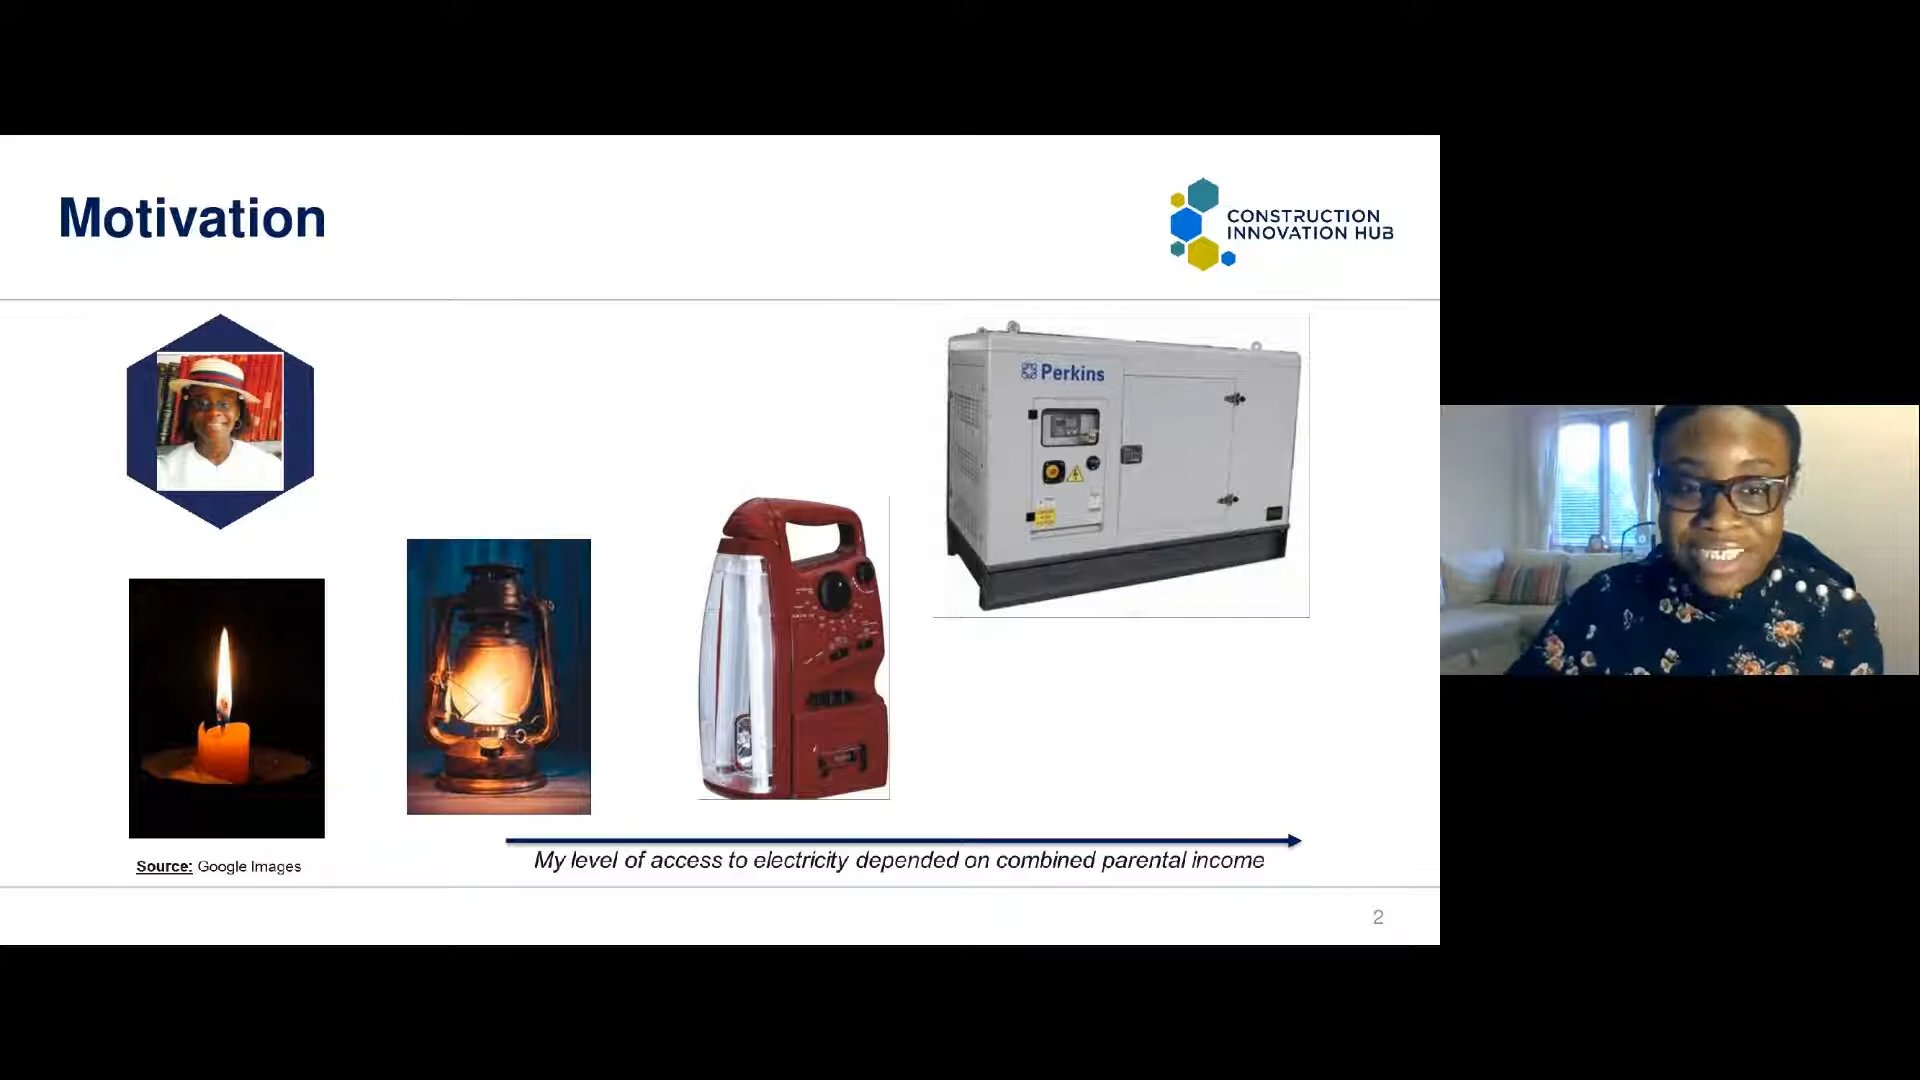 Motivation
CONSTRUCTION
INNOVATION HUB
Perkins
Source: Google Images
My level of access to electricity depended on combined parental income
2